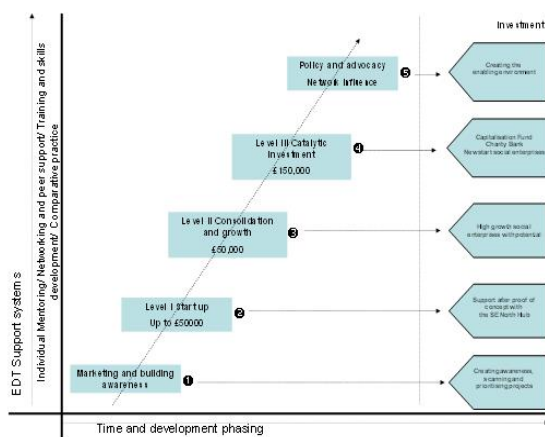 Investment
Policy and advocacy
Network Influence
5
Creating the
enabling environment
Level III Catalytic
Investment
£150,000
4
Capitalisation Fund
Charity Bank
New start social enterprises
Level II Consolidation
and growth
£50,000
3
High growth social
enterprises with potential
Level I Start up
Up to £50000
2
Support after proof of
concept with
the SE North Hub
Marketing and building
awareness
1
Creating awareness,
scanning and
prioritising projects
EDT Support systems
Individual Mentoring/ Networking and peer support/ Training and skills
development/ Comparative practice
Time and development phasing